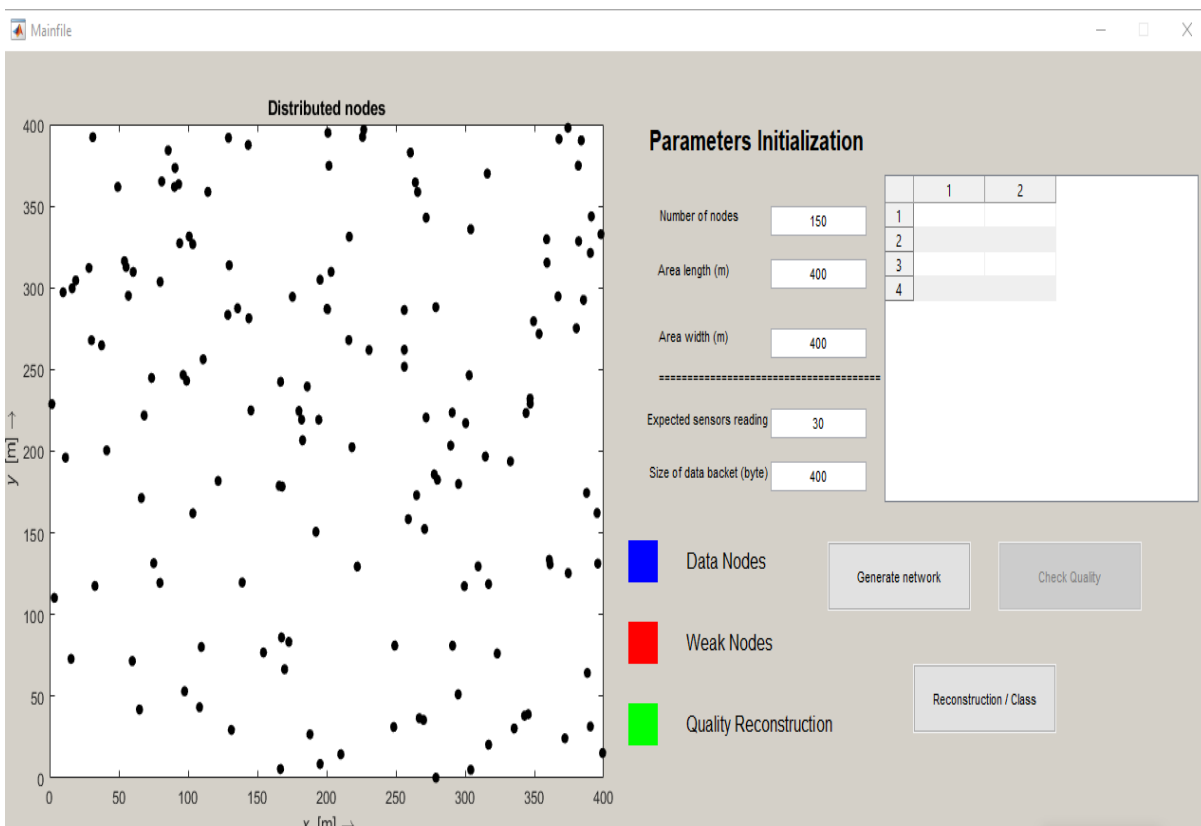 Mainfile
Distributed nodes
400
350
300
250
200
150
100
50
0
y [m] →
0 50 100 150 200 250 300 350 400
x [m] →
Parameters Initialization
Number of nodes 150
Area length (m) 400
Area width (m) 400
=======================================
Expected sensors reading 30
Size of data backet (byte) 400
1 2
1
2
3
4
Data Nodes
Weak Nodes
Quality Reconstruction
Generate network
Check Quality
Reconstruction / Class